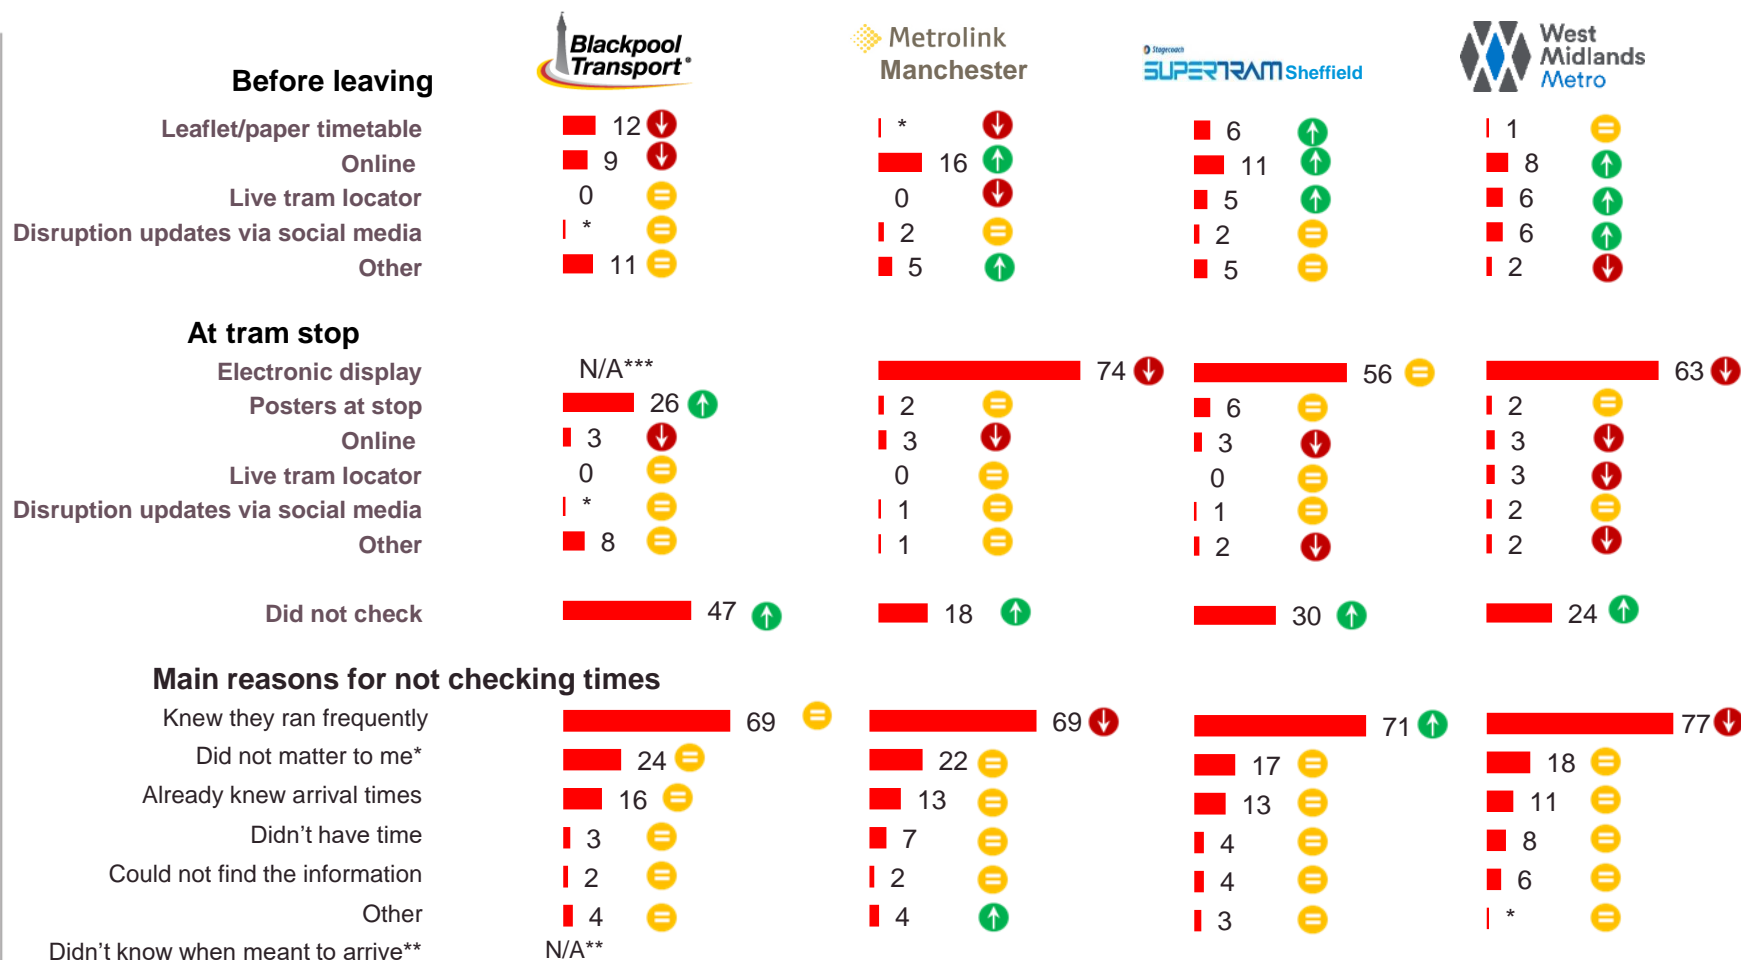 Blackpool Transport
Metrolink Manchester
Stagecoach SUPERTRAM Sheffield
West Midlands Metro
Before leaving
Leaflet/paper timetable 12 * 6 1
Online 9 16 11 8
Live tram locator 0 0 5 6
Disruption updates via social media * 2 2 6
Other 11 5 5 2
At tram stop
Electronic display N/A*** 74 56 63
Posters at stop 26 2 6 2
Online 3 3 3 3
Live tram locator 0 0 0 3
Disruption updates via social media * 1 1 2
Other 8 1 2 2
Did not check 47 18 30 24
Main reasons for not checking times
Knew they ran frequently 69 69 71 77
Did not matter to me* 24 22 17 18
Already knew arrival times 16 13 13 11
Didn't have time 3 7 4 8
Could not find the information 2 2 4 6
Other 4 4 3 *
Didn't know when meant to arrive** N/A**